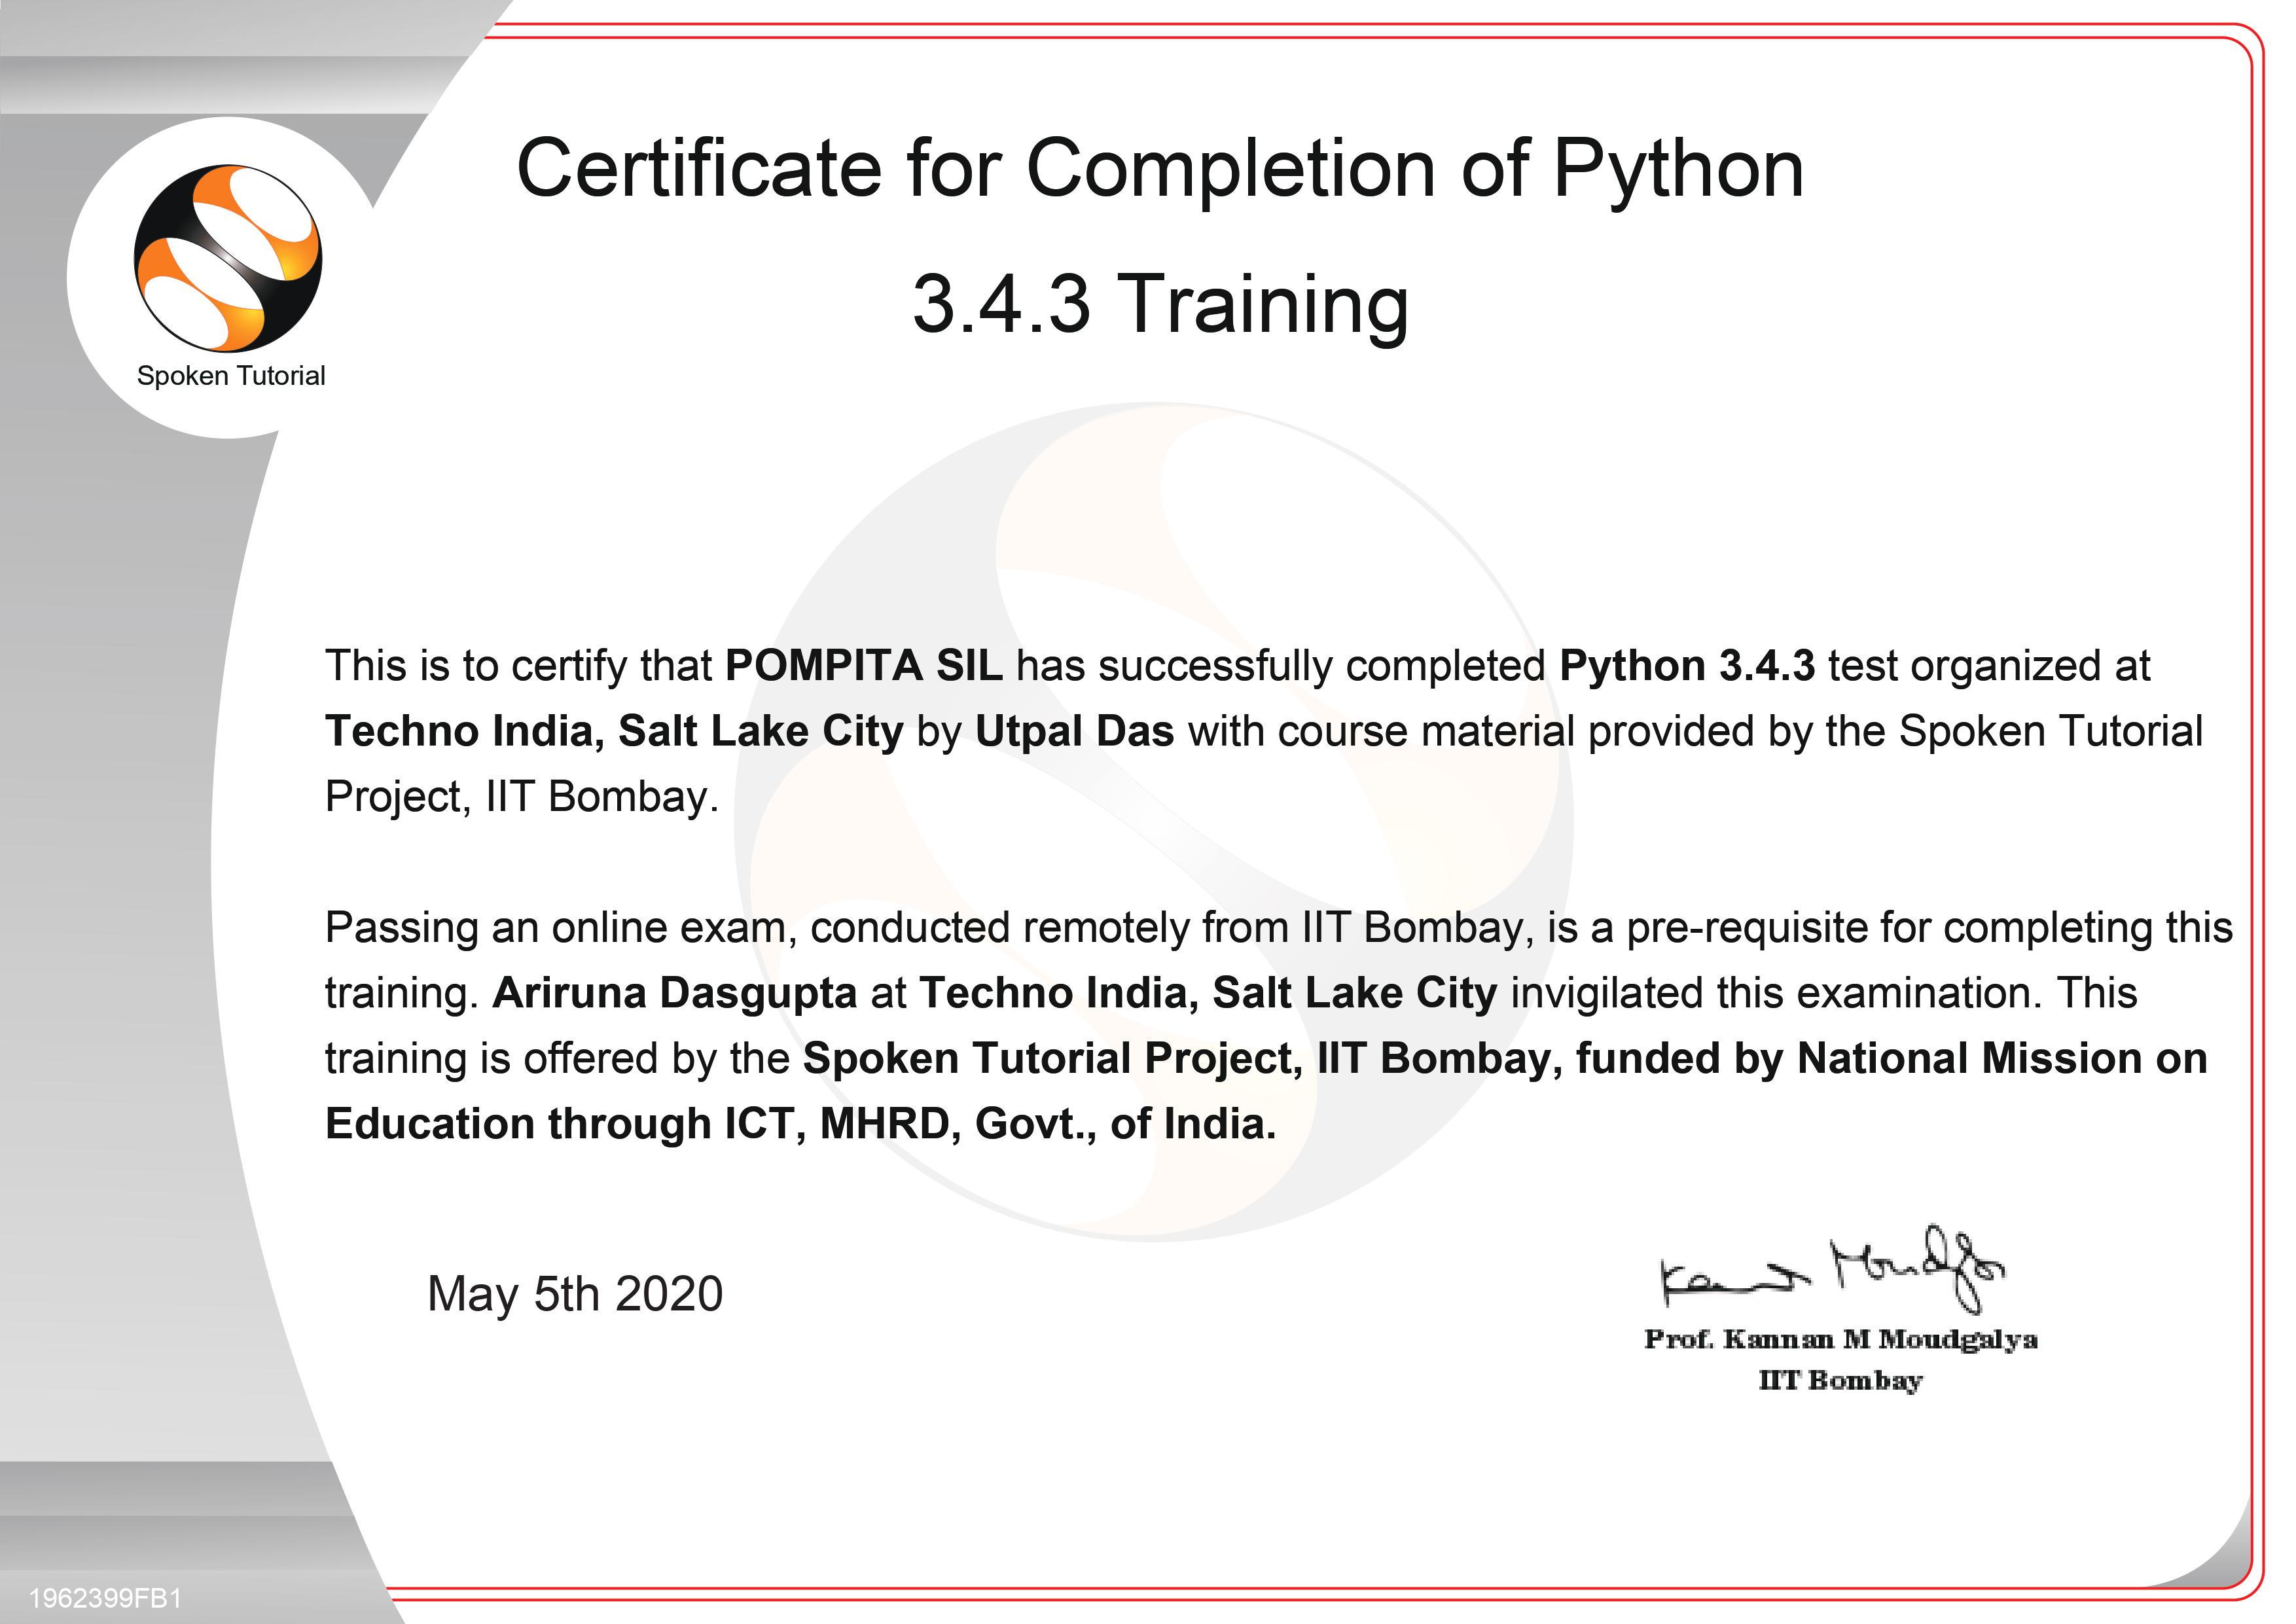 Certificate for Completion of Python
3.4.3 Training
Spoken Tutorial
This is to certify that POMPITA SIL has successfully completed Python 3.4.3 test organized at
Techno India, Salt Lake City by Utpal Das with course material provided by the Spoken Tutorial
Project, IIT Bombay.
Passing an online exam, conducted remotely from IIT Bombay, is a pre-requisite for completing this
training. Ariruna Dasgupta at Techno India, Salt Lake City invigilated this examination. This
training is offered by the Spoken Tutorial Project, IIT Bombay, funded by National Mission on
Education through ICT, MHRD, Govt., of India.
May 5th 2020
Prof. Kannan M Moudgalya
IIT Bombay
1962399FB1